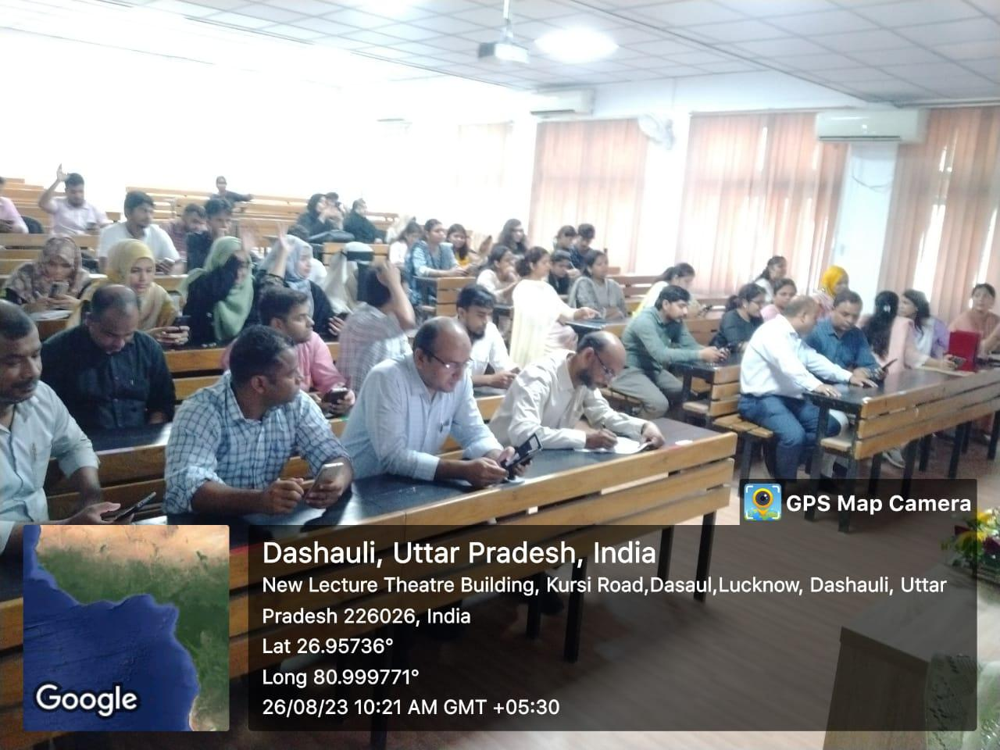 GPS Map Camera
Dashauli, Uttar Pradesh, India
New Lecture Theatre Building, Kursi Road,Dasaul,Lucknow, Dashauli, Uttar
Pradesh 226026, India
Lat 26.95736°
Long 80.999771°
26/08/23 10:21 AM GMT +05:30
Google